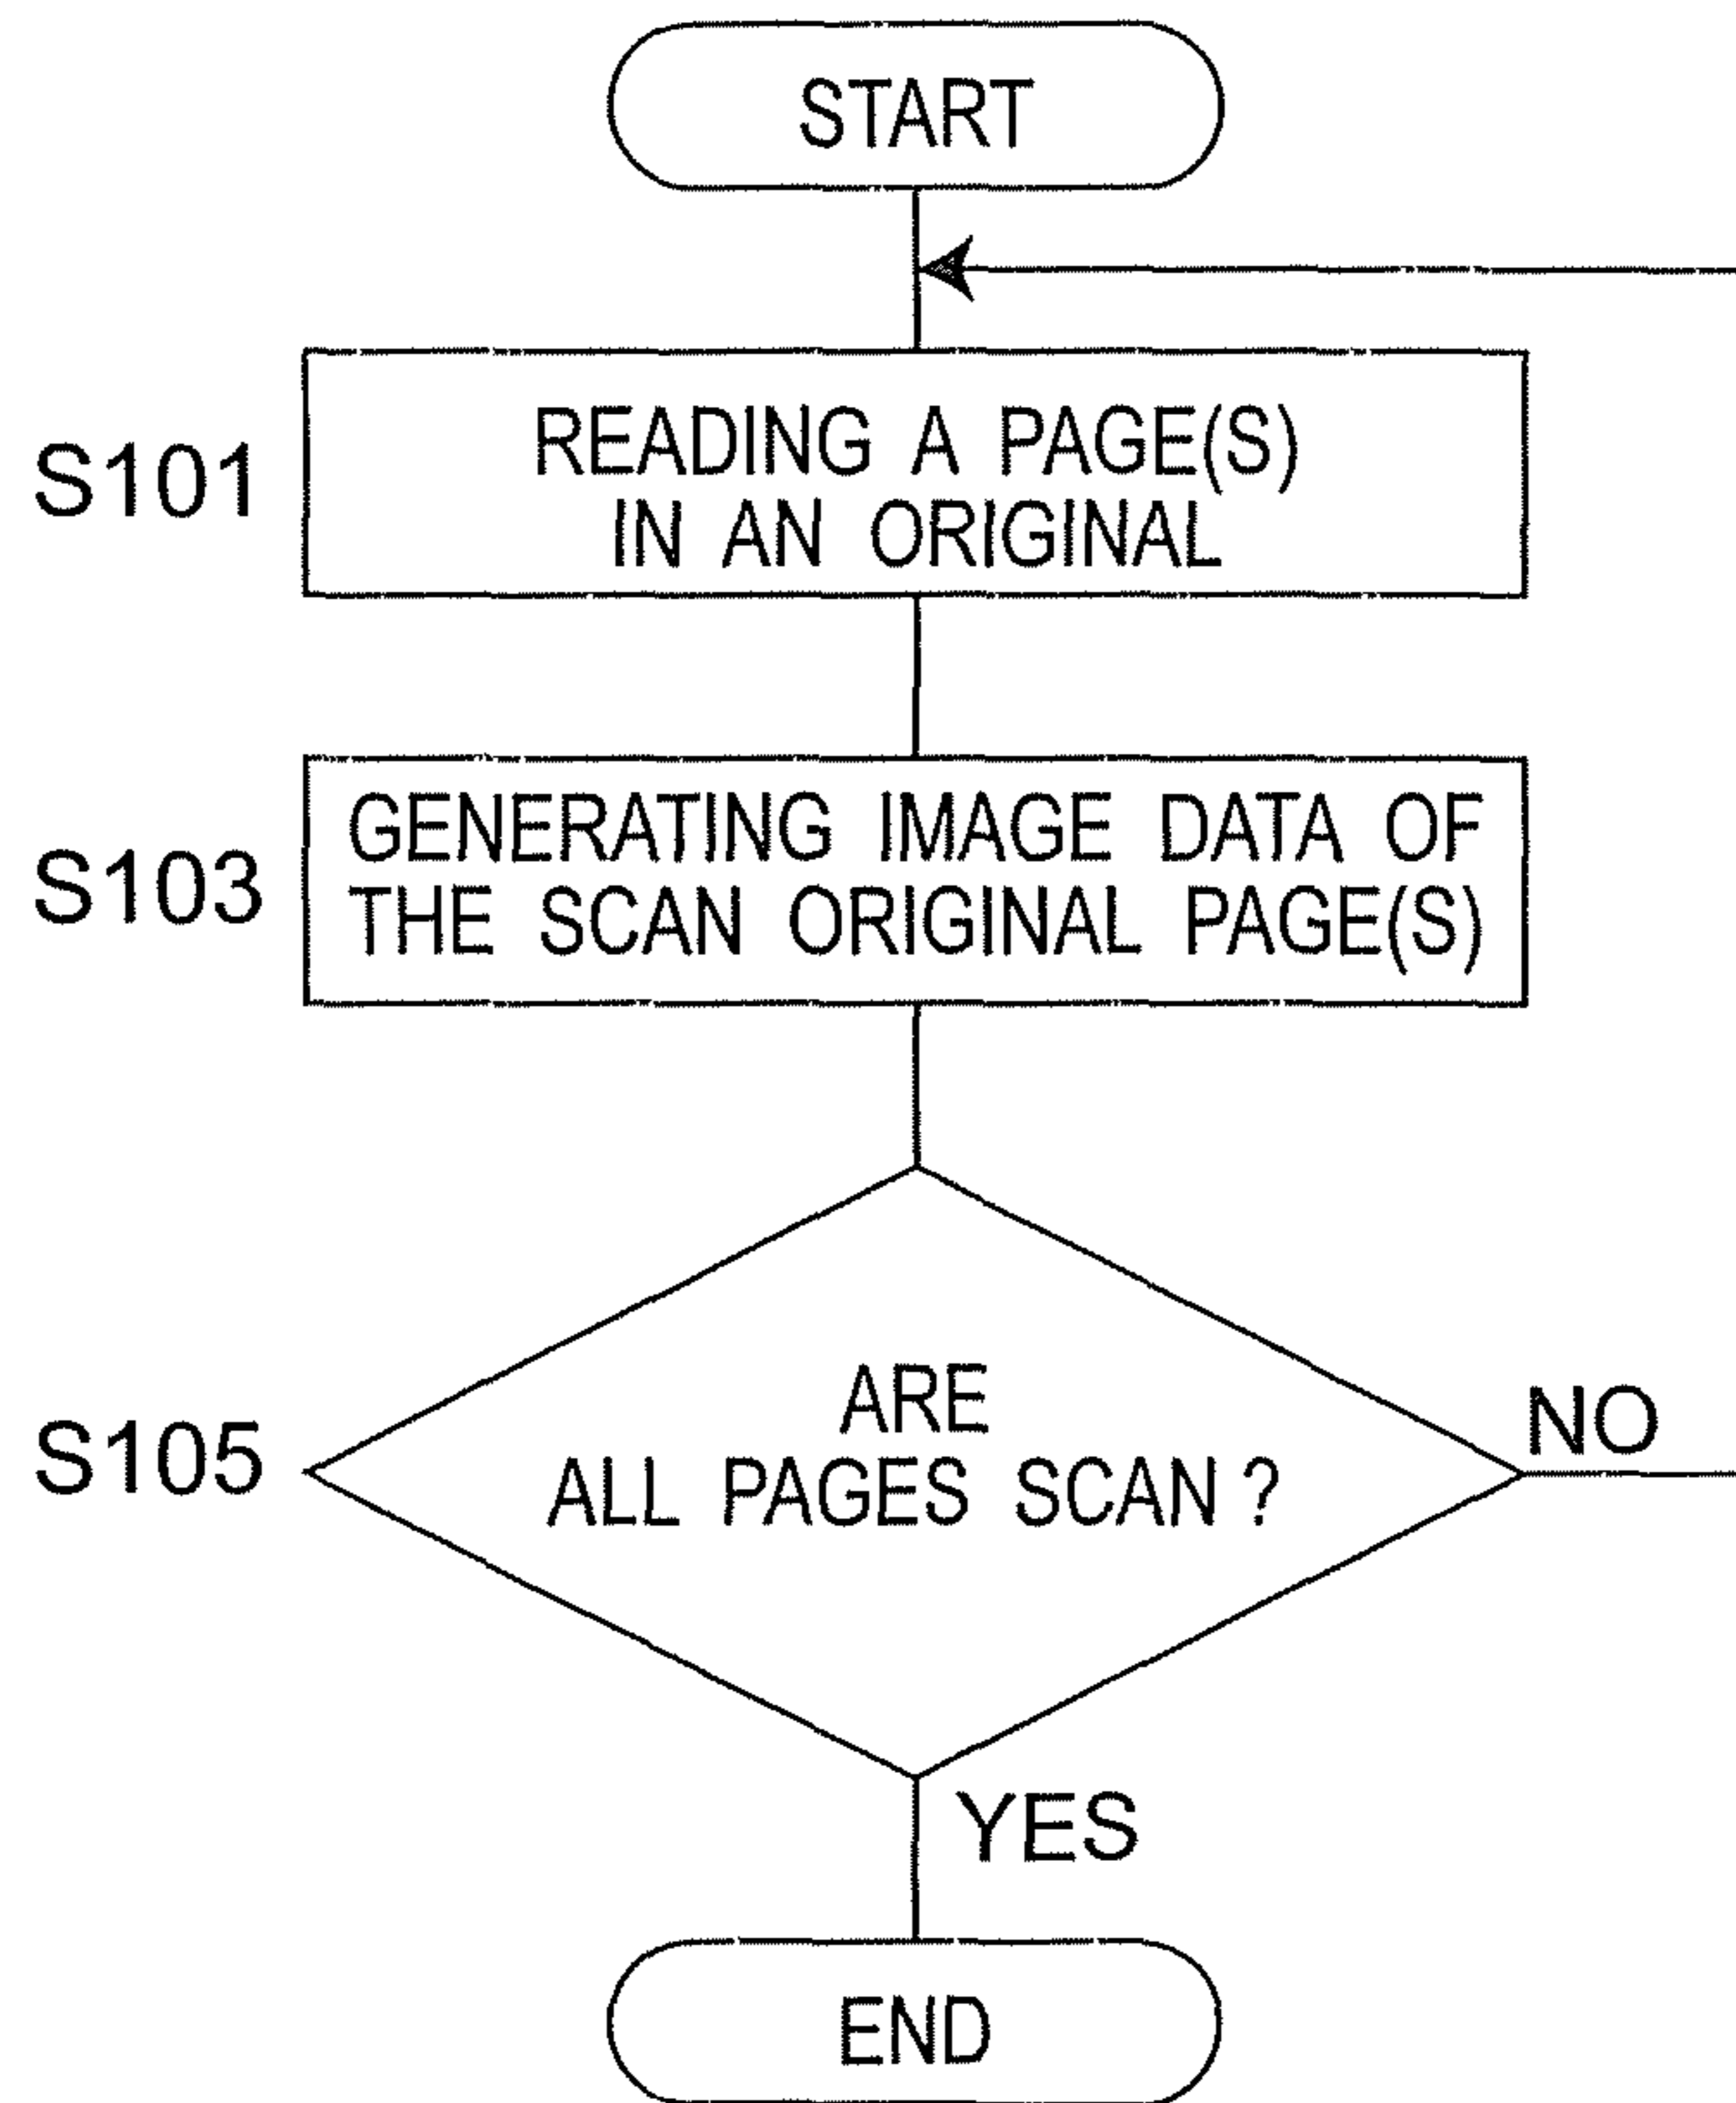 START
S101
READING A PAGE(S)
IN AN ORIGINAL
S103
GENERATING IMAGE DATA OF
THE SCAN ORIGINAL PAGE(S)
S105
ARE
ALL PAGES SCAN ?
NO
YES
END